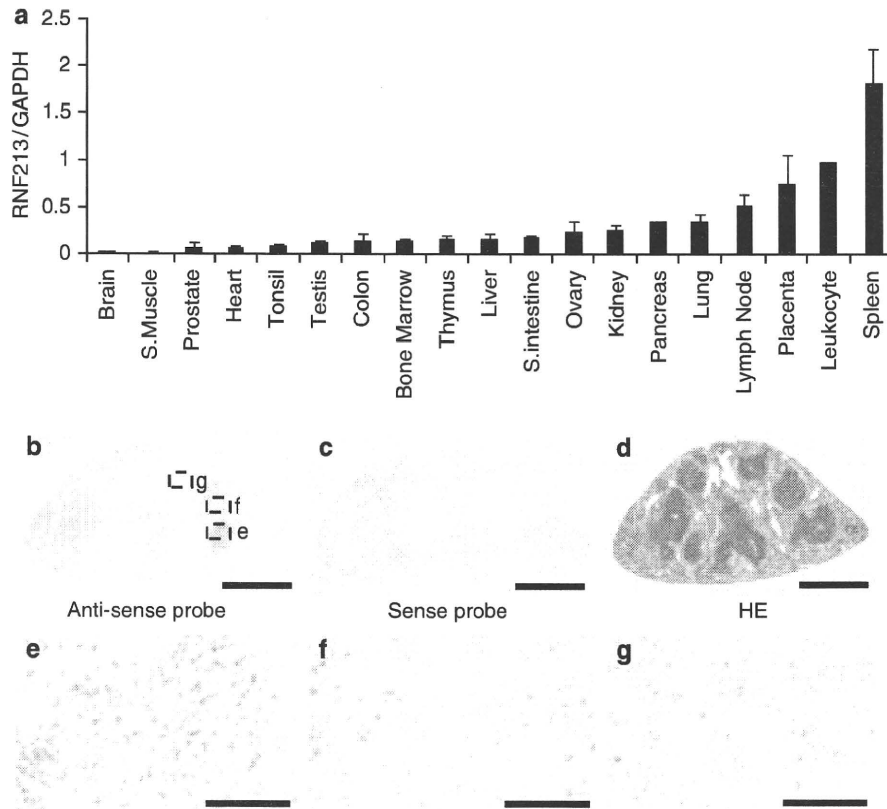 a
2.5
2
1.5
1
0.5
0
RNF213/GAPDH
Brain
S.Muscle
Prostate
Heart
Tonsil
Testis
Colon
Bone Marrow
Thymus
Liver
S.intestine
Ovary
Kidney
Pancreas
Lung
Lymph Node
Placenta
Leukocyte
Spleen
b
g
f
e
c
d
Anti-sense probe
Sense probe
HE
e
f
g